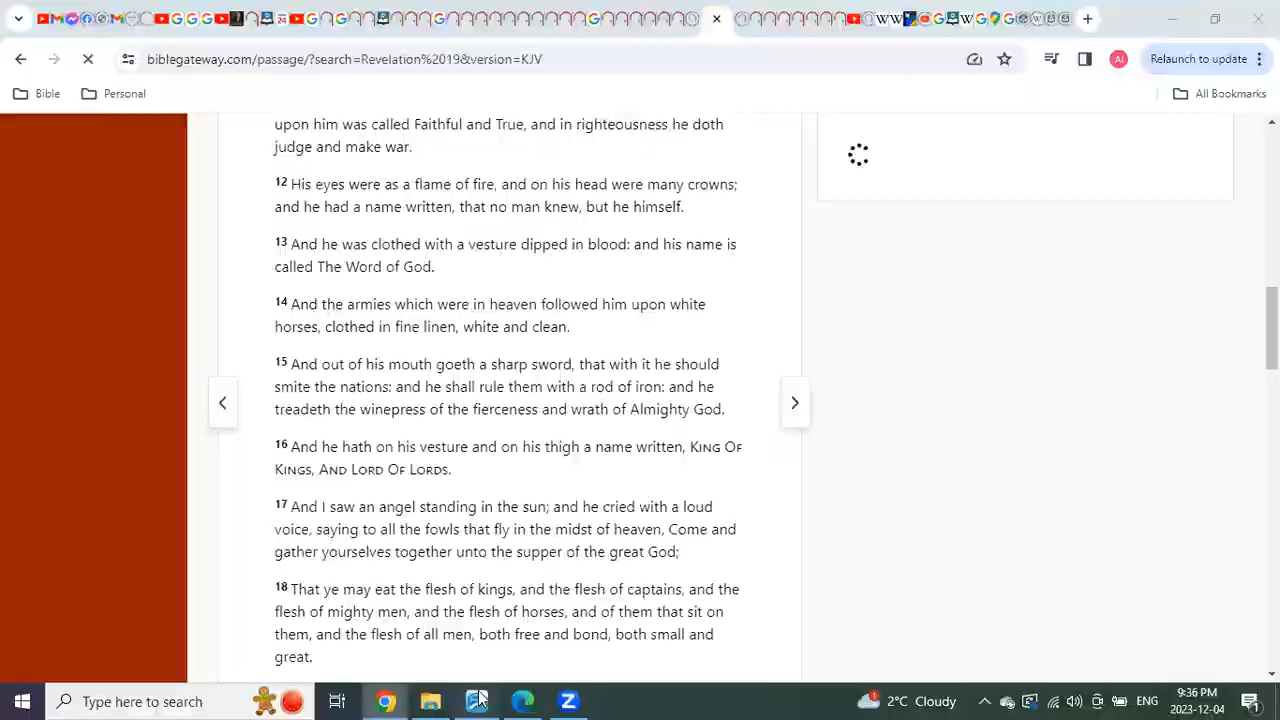 biblegateway.com/passage/?search=Revelation%2019&version=KJV
AI
Relaunch to update
Bible
Personal
All Bookmarks
upon him was called Faithful and True, and in righteousness he doth
judge and make war.
12 His eyes were as a flame of fire, and on his head were many crowns;
and he had a name written, that no man knew, but he himself.
13 And he was clothed with a vesture dipped in blood: and his name is
called The Word of God.
14 And the armies which were in heaven followed him upon white
horses, clothed in fine linen, white and clean.
15 And out of his mouth goeth a sharp sword, that with it he should
smite the nations: and he shall rule them with a rod of iron: and he
treadeth the winepress of the fierceness and wrath of Almighty God.
16 And he hath on his vesture and on his thigh a name written, King Of
Kings, And Lord Of Lords.
17 And I saw an angel standing in the sun; and he cried with a loud
voice, saying to all the fowls that fly in the midst of heaven, Come and
gather yourselves together unto the supper of the great God;
18 That ye may eat the flesh of kings, and the flesh of captains, and the
flesh of mighty men, and the flesh of horses, and of them that sit on
them, and the flesh of all men, both free and bond, both small and
great.
Type here to search
2°C Cloudy
ENG
9:36 PM
2023-12-04